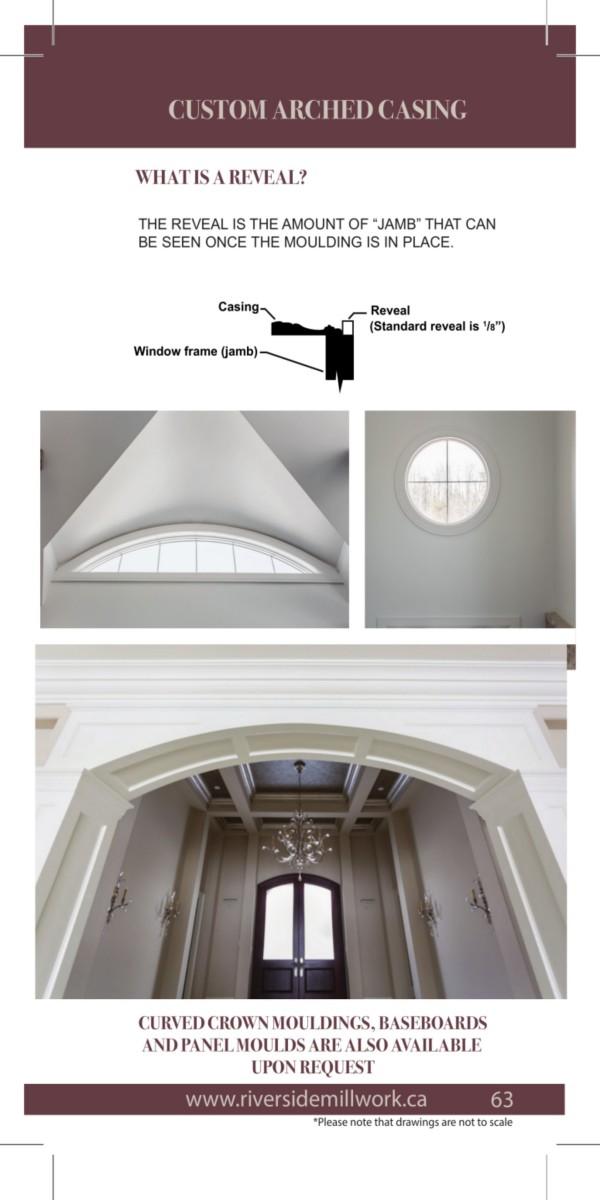 CUSTOM ARCHED CASING
WHAT IS A REVEAL?
THE REVEAL IS THE AMOUNT OF “JAMB” THAT CAN
BE SEEN ONCE THE MOULDING IS IN PLACE.
Casing
Reveal
(Standard reveal is 1/8”)
Window frame (jamb)
CURVED CROWN MOULDINGS, BASEBOARDS
AND PANEL MOULDS ARE ALSO AVAILABLE
UPON REQUEST
www.riversidemillwork.ca 63
*Please note that drawings are not to scale